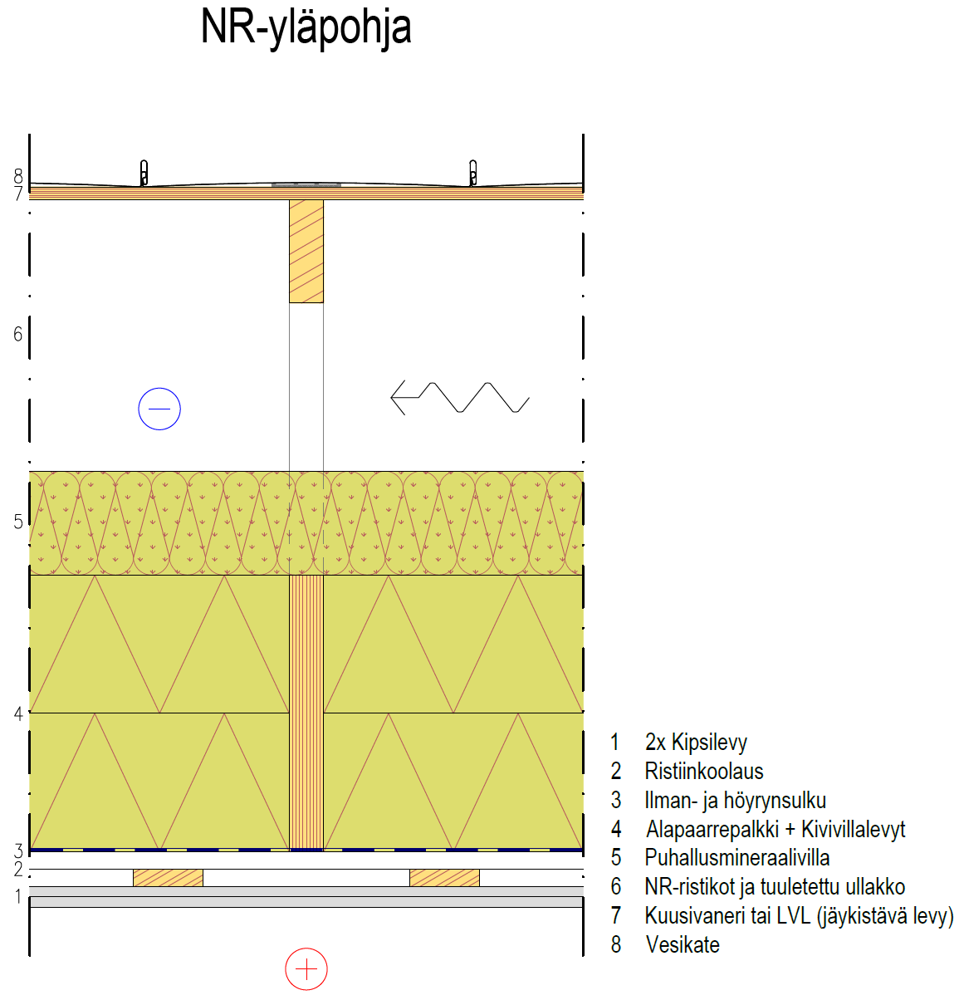 NR-yläpohja
8
7
6
5
4
3
2
1
1 2x Kipsilevy
2 Ristiinkoolaus
3 Ilman- ja höyrynsulku
4 Alapaarrepalkki + Kivivillalevyt
5 Puhallusmineraalivilla
6 NR-ristikot ja tuuletettu ullakko
7 Kuusivaneri tai LVL (jäykistävä levy)
8 Vesikate